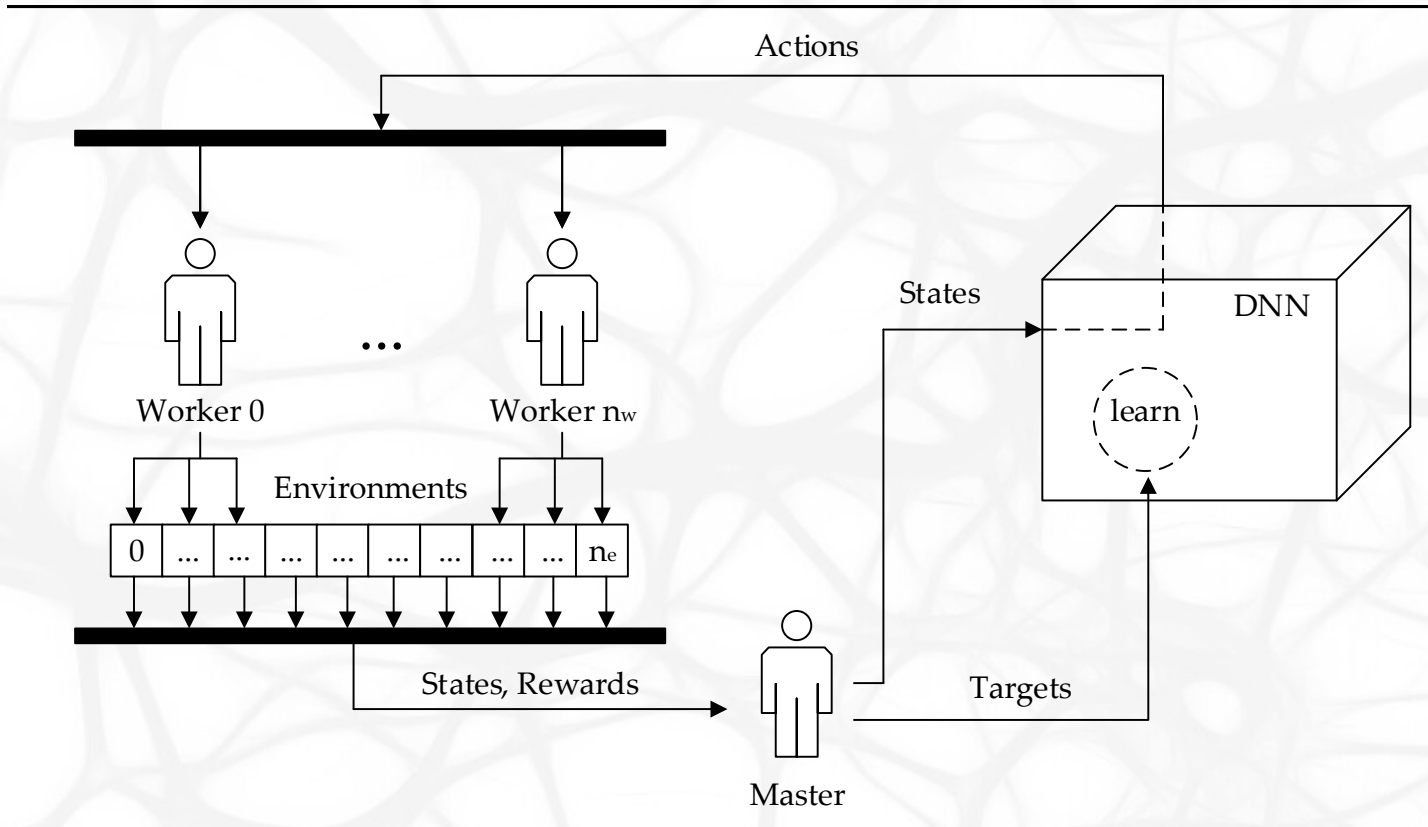 Actions
States
DNN
...
Worker 0
Worker nw
learn
Environments
0 ... ... ... ... ... ... ... ... ne
States, Rewards
Targets
Master